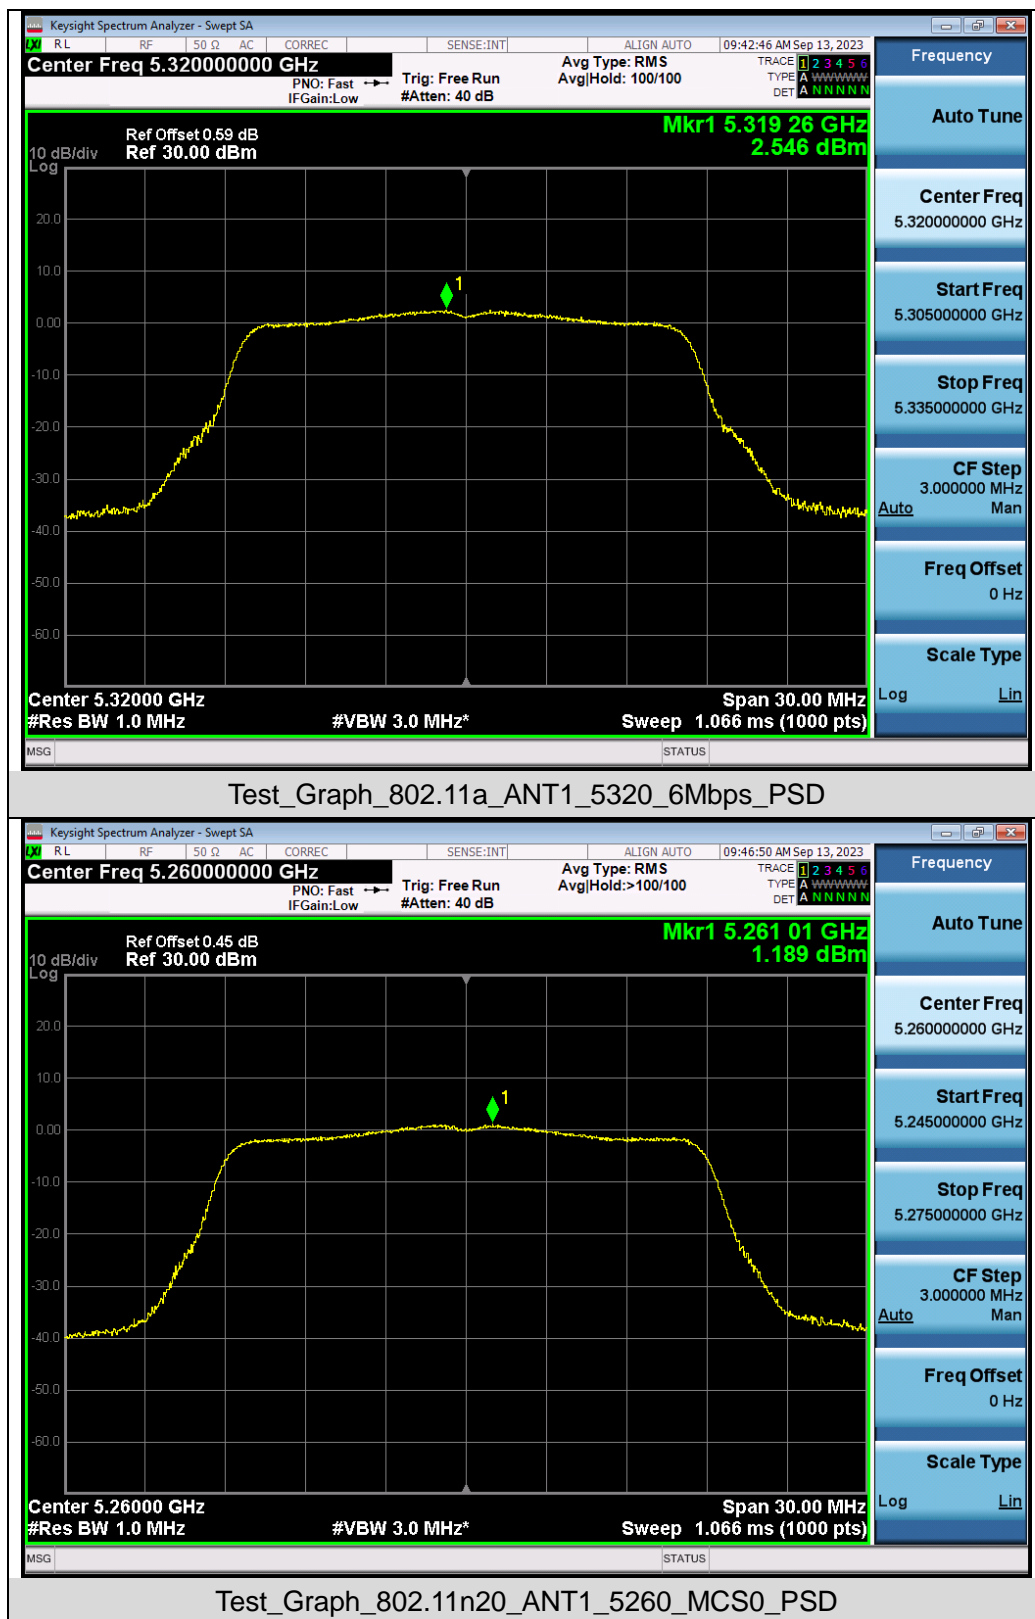 Keysight Spectrum Analyzer - Swept SA
LXI RL RF 50 Ω AC CORREC SENSE:INT ALIGN AUTO 09:42:46 AM Sep 13, 2023
Center Freq 5.320000000 GHz
PNO: Fast
IFGain:Low
Trig: Free Run
#Atten: 40 dB
Avg Type: RMS
Avg|Hold: 100/100
TRACE 1 2 3 4 5 6
TYPE A WWWWW
DET A N N N N N
Ref Offset 0.59 dB
10 dB/div Ref 30.00 dBm
Log
Mkr1 5.319 26 GHz
2.546 dBm
20.0
10.0
1
0.00
-10.0
-20.0
-30.0
-40.0
-50.0
-60.0
Center 5.32000 GHz Span 30.00 MHz
#Res BW 1.0 MHz #VBW 3.0 MHz* Sweep 1.066 ms (1000 pts)
MSG STATUS
Frequency
Auto Tune
Center Freq
5.320000000 GHz
Start Freq
5.305000000 GHz
Stop Freq
5.335000000 GHz
CF Step
3.000000 MHz
Auto Man
Freq Offset
0 Hz
Scale Type
Log Lin
Test_Graph_802.11a_ANT1_5320_6Mbps_PSD
Keysight Spectrum Analyzer - Swept SA
LXI RL RF 50 Ω AC CORREC SENSE:INT ALIGN AUTO 09:46:50 AM Sep 13, 2023
Center Freq 5.260000000 GHz
PNO: Fast
IFGain:Low
Trig: Free Run
#Atten: 40 dB
Avg Type: RMS
Avg|Hold:>100/100
TRACE 1 2 3 4 5 6
TYPE A WWWWW
DET A N N N N N
Ref Offset 0.45 dB
10 dB/div Ref 30.00 dBm
Log
Mkr1 5.261 01 GHz
1.189 dBm
20.0
10.0
1
0.00
-10.0
-20.0
-30.0
-40.0
-50.0
-60.0
Center 5.26000 GHz Span 30.00 MHz
#Res BW 1.0 MHz #VBW 3.0 MHz* Sweep 1.066 ms (1000 pts)
MSG STATUS
Frequency
Auto Tune
Center Freq
5.260000000 GHz
Start Freq
5.245000000 GHz
Stop Freq
5.275000000 GHz
CF Step
3.000000 MHz
Auto Man
Freq Offset
0 Hz
Scale Type
Log Lin
Test_Graph_802.11n20_ANT1_5260_MCS0_PSD